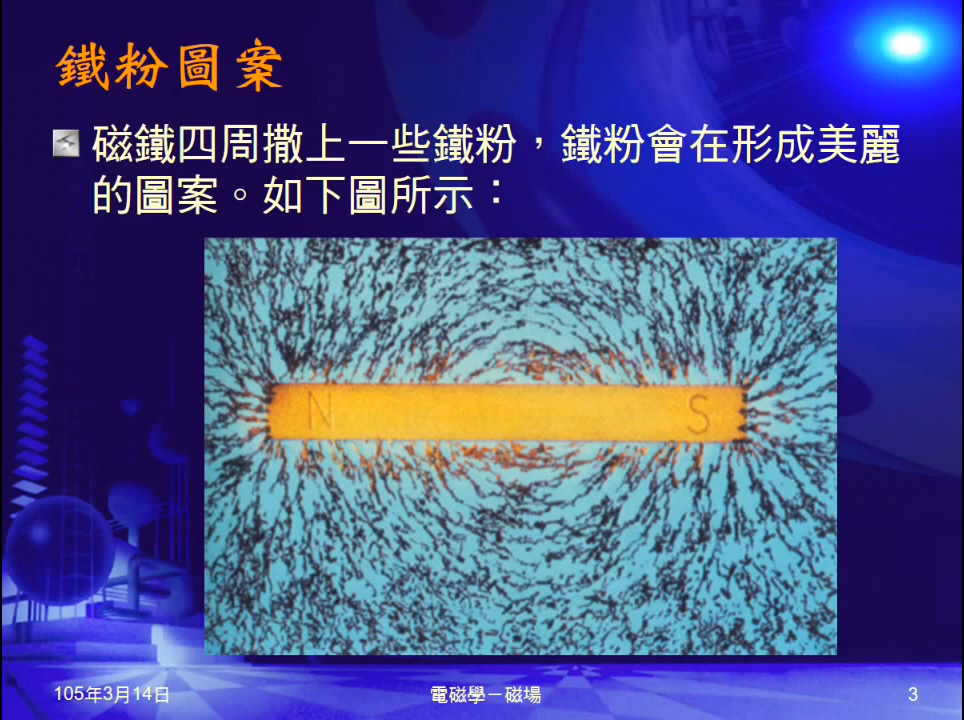 鐵粉圖案
磁鐵四周撒上一些鐵粉，鐵粉會在形成美麗
的圖案。如下圖所示：
N
S
105年3月14日
電磁學－磁場
3